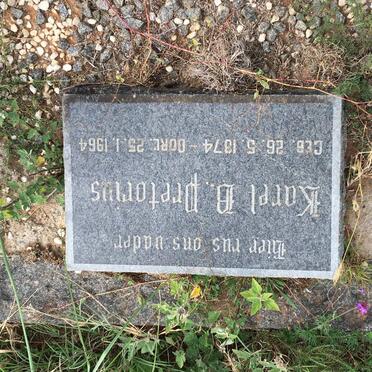 Hier rus ons vader
Karel B. Pretorius
GEB. 26.5.1874 - OORL. 25.1.1964